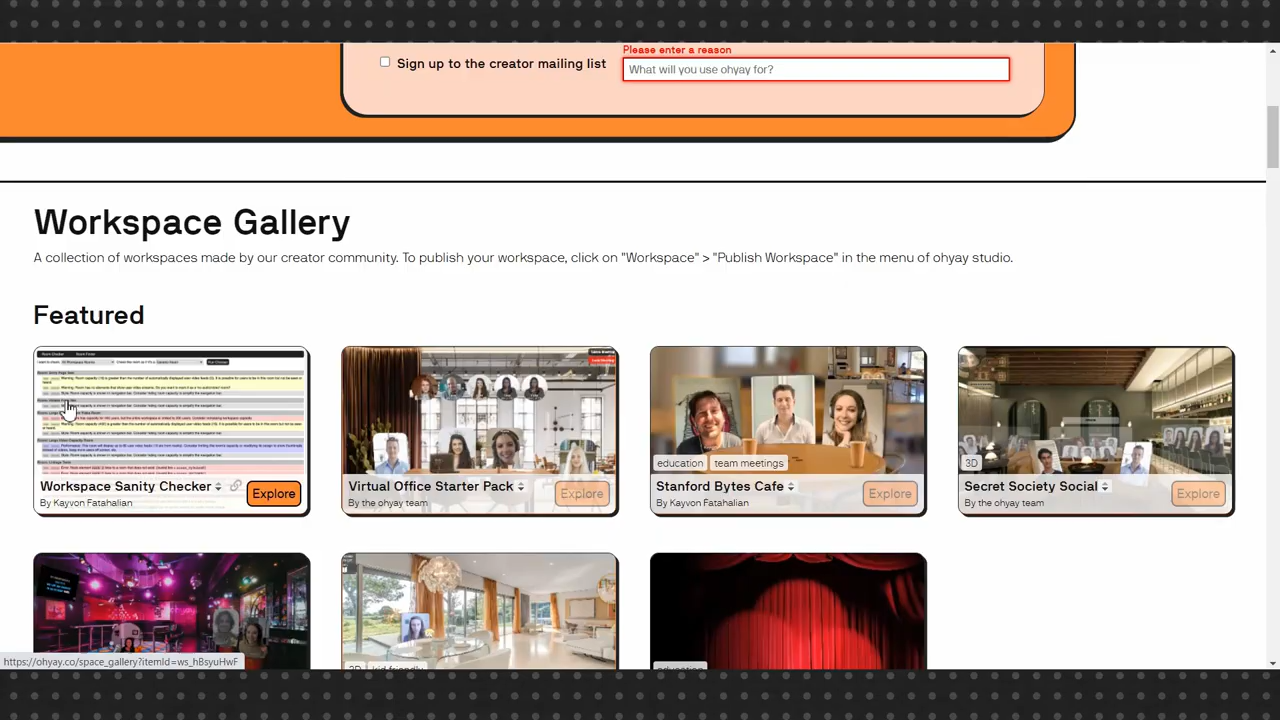 Please enter a reason
Sign up to the creator mailing list
What will you use ohyay for?
Workspace Gallery
A collection of workspaces made by our creator community. To publish your workspace, click on "Workspace" > "Publish Workspace" in the menu of ohyay studio.
Featured
education team meetings
3D
Workspace Sanity Checker
Explore
By Kayvon Fatahalian
Virtual Office Starter Pack
Explore
By the ohyay team
Stanford Bytes Cafe
Explore
By Kayvon Fatahalian
Secret Society Social
Explore
By the ohyay team
https://ohyay.co/space_gallery?itemId=ws_hBsyuHwF
2D kid friendly
education